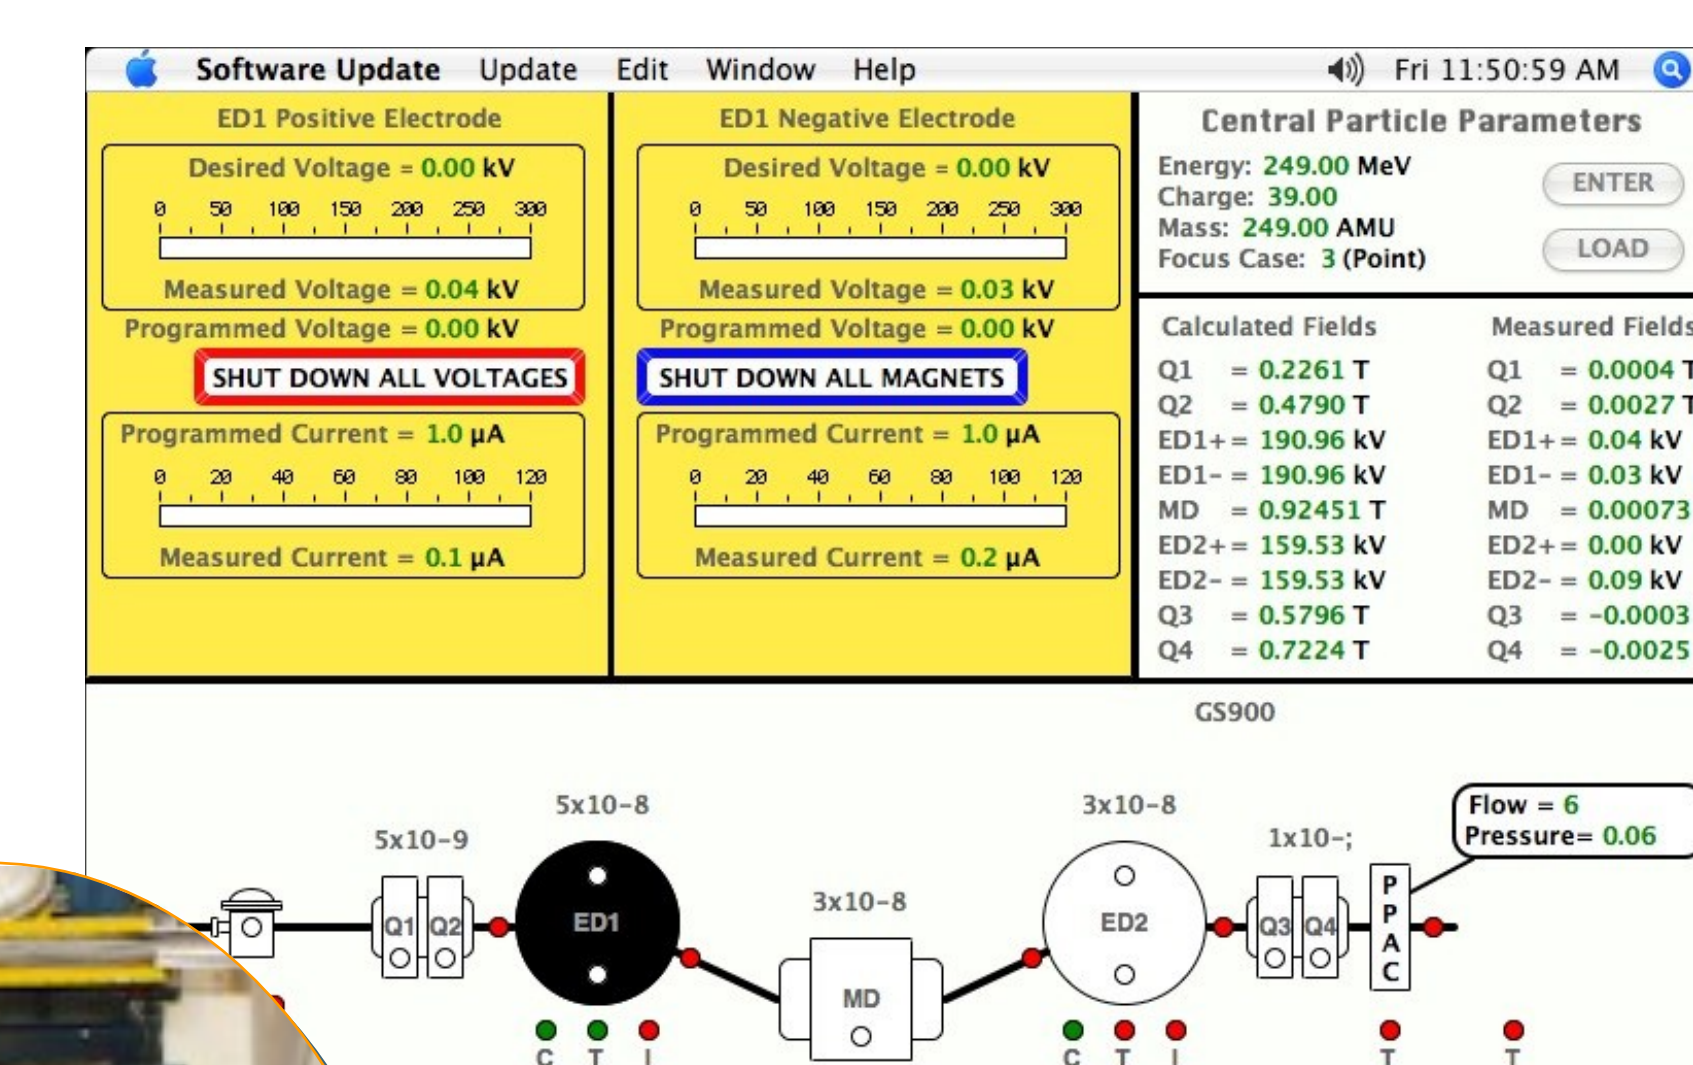 Software Update Update Edit Window Help Fri 11:50:59 AM
ED1 Positive Electrode
Desired Voltage = 0.00 kV
0 50 100 150 200 250 300
Measured Voltage = 0.04 kV
Programmed Voltage = 0.00 kV
SHUT DOWN ALL VOLTAGES
Programmed Current = 1.0 µA
0 20 40 60 80 100 120
Measured Current = 0.1 µA
ED1 Negative Electrode
Desired Voltage = 0.00 kV
0 50 100 150 200 250 300
Measured Voltage = 0.03 kV
Programmed Voltage = 0.00 kV
SHUT DOWN ALL MAGNETS
Programmed Current = 1.0 µA
0 20 40 60 80 100 120
Measured Current = 0.2 µA
Central Particle Parameters
Energy: 249.00 MeV
Charge: 39.00
Mass: 249.00 AMU
Focus Case: 3 (Point)
ENTER
LOAD
Calculated Fields
Q1 = 0.2261 T
Q2 = 0.4790 T
ED1+ = 190.96 kV
ED1- = 190.96 kV
MD = 0.92451 T
ED2+ = 159.53 kV
ED2- = 159.53 kV
Q3 = 0.5796 T
Q4 = 0.7224 T
Measured Fields
Q1 = 0.0004 T
Q2 = 0.0027 T
ED1+ = 0.04 kV
ED1- = 0.03 kV
MD = 0.00073
ED2+ = 0.00 kV
ED2- = 0.09 kV
Q3 = -0.0003
Q4 = -0.0025
GS900
5x10-9
5x10-8
3x10-8
3x10-8
1x10-;
Flow = 6
Pressure= 0.06
Q1 Q2
ED1
MD
ED2
Q3 Q4
PPAC
C T I
C T I
T
T